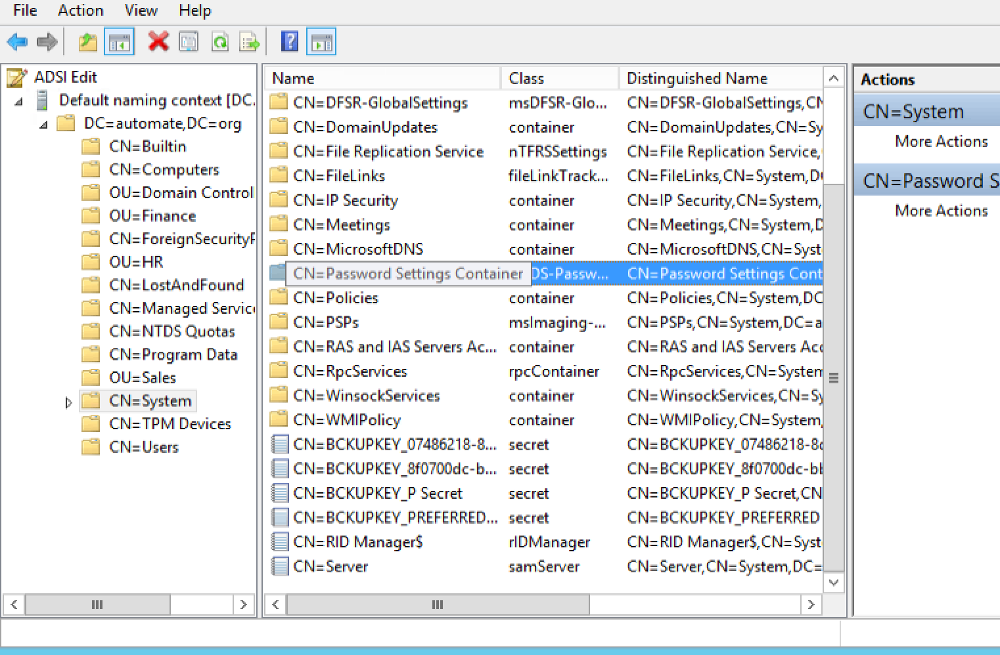 File Action View Help
ADSI Edit
Default naming context [DC.
DC=automate,DC=org
CN=Builtin
CN=Computers
OU=Domain Control
OU=Finance
CN=ForeignSecurityP
OU=HR
CN=LostAndFound
CN=Managed Servic
CN=NTDS Quotas
CN=Program Data
OU=Sales
CN=System
CN=TPM Devices
CN=Users
Name Class Distinguished Name
CN=DFSR-GlobalSettings msDFSR-Glo... CN=DFSR-GlobalSettings,CN
CN=DomainUpdates container CN=DomainUpdates,CN=Sy
CN=File Replication Service nTFRSSettings CN=File Replication Service,
CN=FileLinks fileLinkTrack... CN=FileLinks,CN=System,D
CN=IP Security container CN=IP Security,CN=System,
CN=Meetings container CN=Meetings,CN=System,D
CN=MicrosoftDNS container CN=MicrosoftDNS,CN=Syst
CN=Password Settings Container DS-Passw... CN=Password Settings Cont
CN=Policies container CN=Policies,CN=System,DC
CN=PSPs msImaging-... CN=PSPs,CN=System,DC=a
CN=RAS and IAS Servers Ac... container CN=RAS and IAS Servers Acc
CN=RpcServices rpcContainer CN=RpcServices,CN=System
CN=WinsockServices container CN=WinsockServices,CN=Sy
CN=WMIPolicy container CN=WMIPolicy,CN=System,
CN=BCKUPKEY_07486218-8... secret CN=BCKUPKEY_07486218-8c
CN=BCKUPKEY_8f0700dc-b... secret CN=BCKUPKEY_8f0700dc-bb
CN=BCKUPKEY_P Secret secret CN=BCKUPKEY_P Secret,CN
CN=BCKUPKEY_PREFERRED... secret CN=BCKUPKEY_PREFERRED
CN=RID Manager$ rIDManager CN=RID Manager$,CN=Syst
CN=Server samServer CN=Server,CN=System,DC=
Actions
CN=System
More Actions
CN=Password S
More Actions